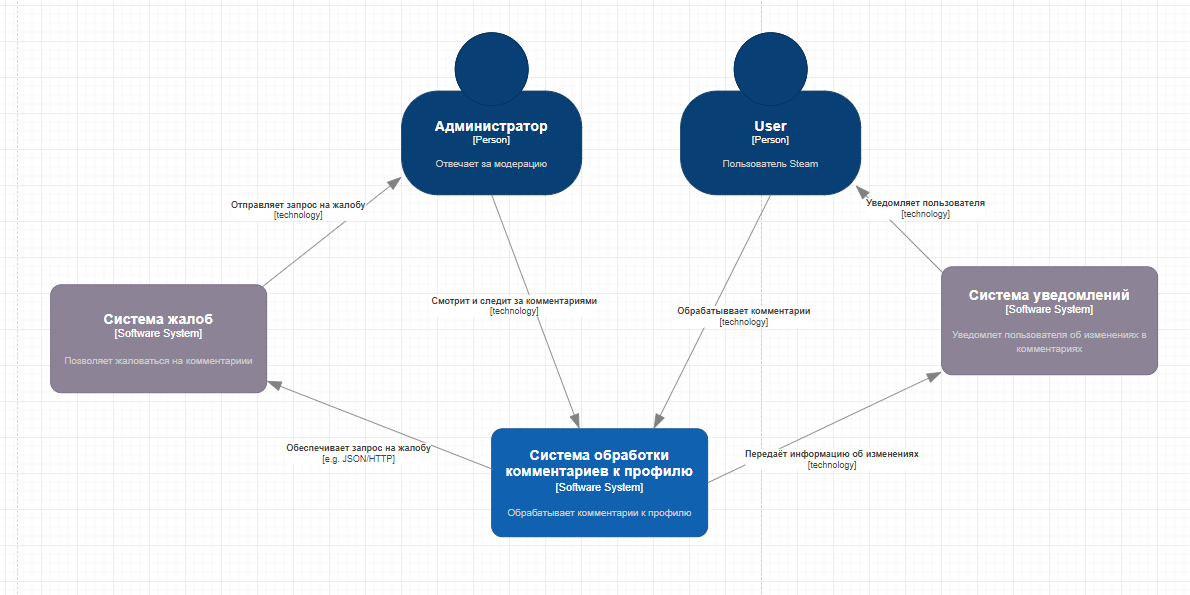 Администратор
[Person]
Отвечает за модерацию
User
[Person]
Пользователь Steam
Отправляет запрос на жалобу
[technology]
Уведомляет пользователя
[technology]
Смотрит и следит за комментариями
[technology]
Обрабатывввает комментарии
[technology]
Система жалоб
[Software System]
Позволяет жаловаться на комментариии
Система уведомлений
[Software System]
Уведомлет пользователя об изменениях в
комментариях
Обеспечивает запрос на жалобу
[e.g. JSON/HTTP]
Передаёт информацию об изменениях
[technology]
Система обработки
комментариев к профилю
[Software System]
Обрабатывает комментарии к профилю